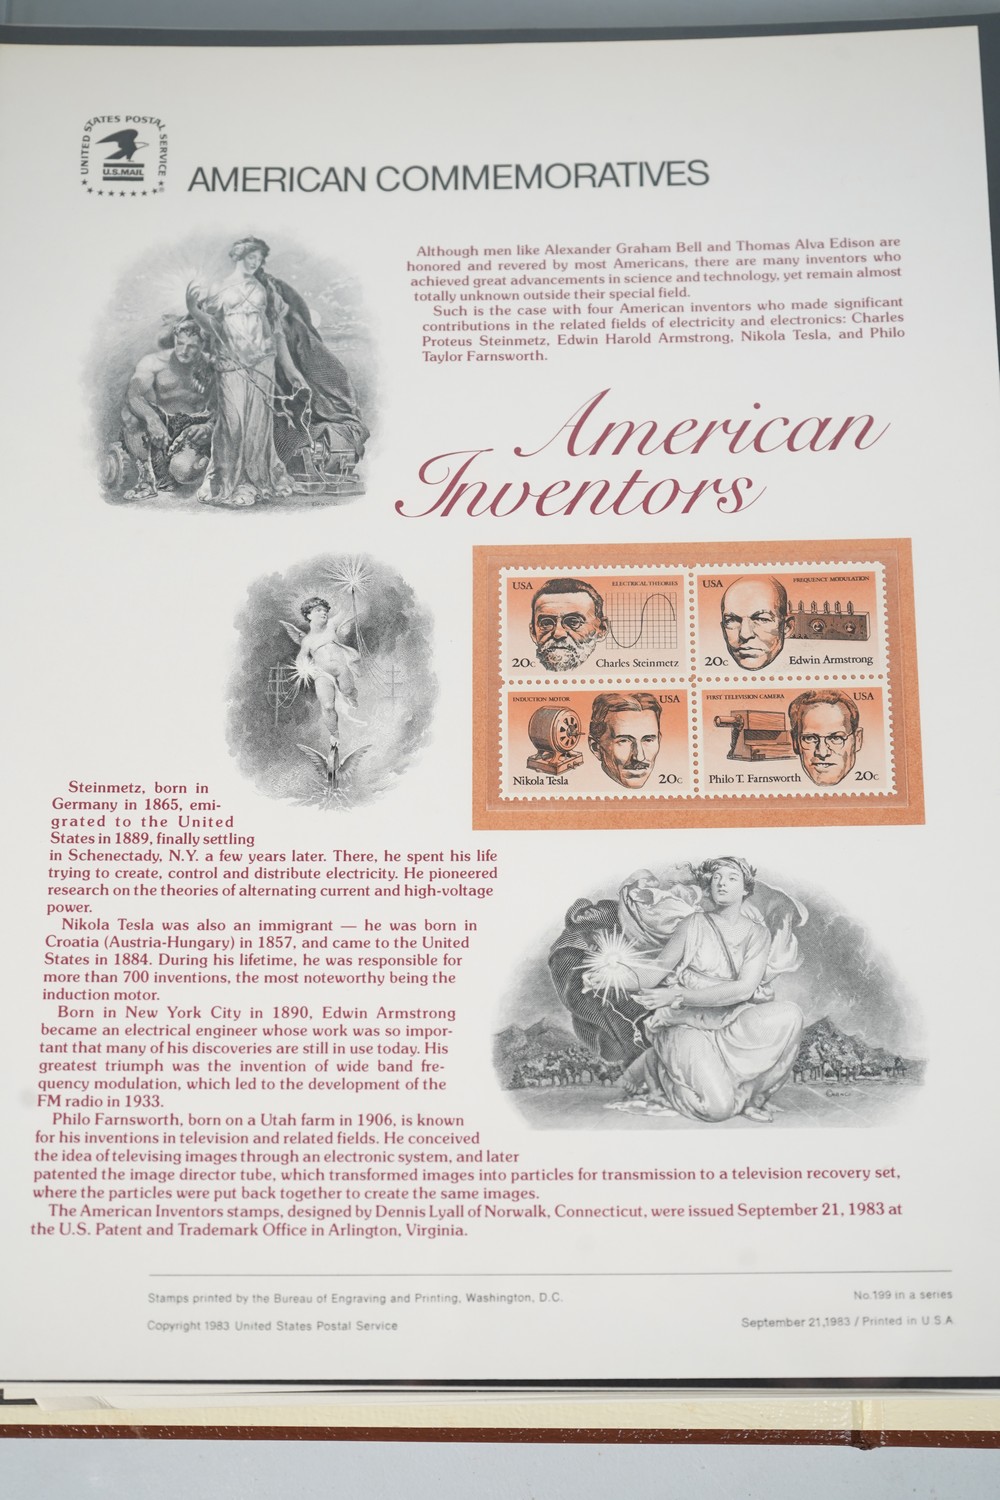 UNITED STATES POSTAL SERVICE
U.S.MAIL
AMERICAN COMMEMORATIVES
Although men like Alexander Graham Bell and Thomas Alva Edison are
honored and revered by most Americans, there are many inventors who
achieved great advancements in science and technology, yet remain almost
totally unknown outside their special field.
Such is the case with four American inventors who made significant
contributions in the related fields of electricity and electronics: Charles
Proteus Steinmetz, Edwin Harold Armstrong, Nikola Tesla, and Philo
Taylor Farnsworth.
American
Inventors
USA
ELECTRICAL THEORIES
20c
Charles Steinmetz
USA
FREQUENCY MODULATION
20c
Edwin Armstrong
INDUCTION MOTOR
USA
Nikola Tesla
20c
FIRST TELEVISION CAMERA
USA
Philo T. Farnsworth
20c
Steinmetz, born in
Germany in 1865, emi-
grated to the United
States in 1889, finally settling
in Schenectady, N.Y. a few years later. There, he spent his life
trying to create, control and distribute electricity. He pioneered
research on the theories of alternating current and high-voltage
power.
Nikola Tesla was also an immigrant — he was born in
Croatia (Austria-Hungary) in 1857, and came to the United
States in 1884. During his lifetime, he was responsible for
more than 700 inventions, the most noteworthy being the
induction motor.
Born in New York City in 1890, Edwin Armstrong
became an electrical engineer whose work was so impor-
tant that many of his discoveries are still in use today. His
greatest triumph was the invention of wide band fre-
quency modulation, which led to the development of the
FM radio in 1933.
Philo Farnsworth, born on a Utah farm in 1906, is known
for his inventions in television and related fields. He conceived
the idea of televising images through an electronic system, and later
patented the image director tube, which transformed images into particles for transmission to a television recovery set,
where the particles were put back together to create the same images.
The American Inventors stamps, designed by Dennis Lyall of Norwalk, Connecticut, were issued September 21, 1983 at
the U.S. Patent and Trademark Office in Arlington, Virginia.
Stamps printed by the Bureau of Engraving and Printing, Washington, D.C.
No.199 in a series
Copyright 1983 United States Postal Service
September 21,1983 / Printed in U.S.A